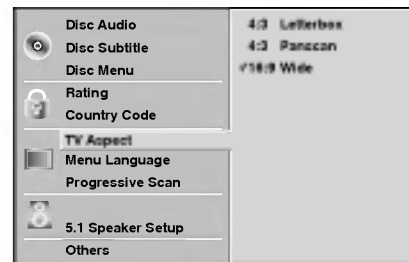 Disc Audio
Disc Subtitle
Disc Menu
Rating
Country Code
TV Aspect
Menu Language
Progressive Scan
5.1 Speaker Setup
Others
4:3 Letterbox
4:3 Panscan
✓16:9 Wide